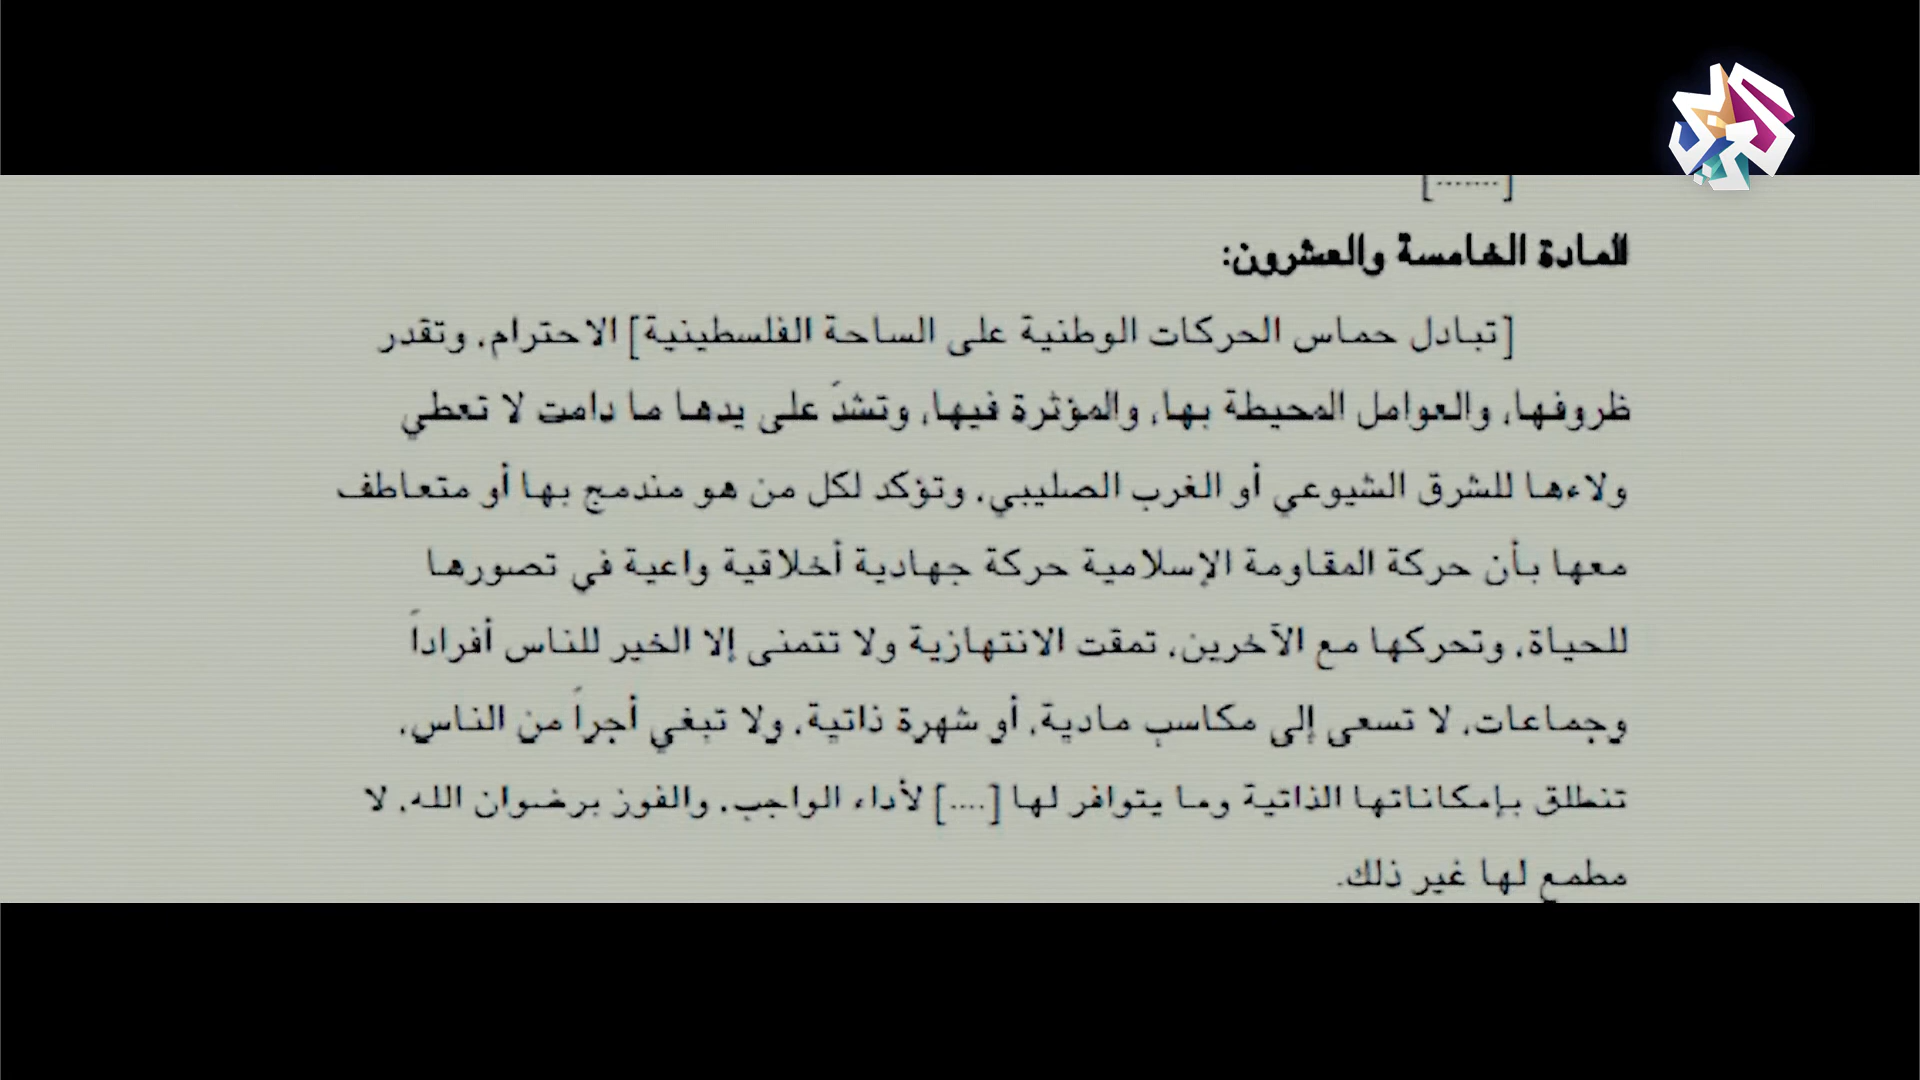 [.......]
المادة الخامسة والعشرون:
[تبادل حماس الحركات الوطنية على الساحة الفلسطينية] الاحترام، وتقدر
ظروفها، والعوامل المحيطة بها، والمؤثرة فيها، وتشدّ على يدها ما دامت لا تعطي
ولاءها للشرق الشيوعي أو الغرب الصليبي، وتؤكد لكل من هو مندمج بها أو متعاطف
معها بأن حركة المقاومة الإسلامية حركة جهادية أخلاقية واعية في تصورها
للحياة، وتحركها مع الآخرين، تمقت الانتهازية ولا تتمنى إلا الخير للناس أفراداً
وجماعات، لا تسعى إلى مكاسب مادية، أو شهرة ذاتية، ولا تبغي أجراً من الناس،
تنطلق بإمكاناتها الذاتية وما يتوافر لها [....] لأداء الواجب، والفوز برضوان الله، لا
مطمع لها غير ذلك.